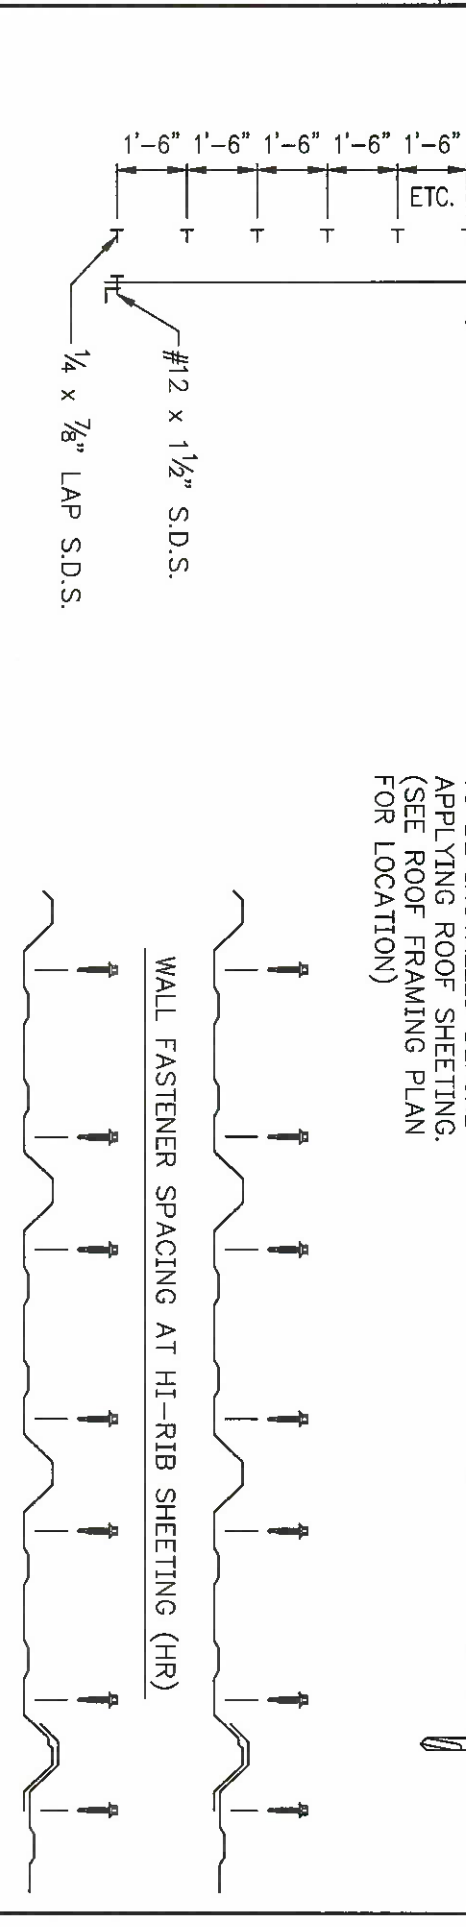 1'-6" 1'-6" 1'-6" 1'-6" 1'-6"
ETC.
#12 x 1½" S.D.S.
¼ x ⅞" LAP S.D.S.
APPLYING ROOF SHEETING.
(SEE ROOF FRAMING PLAN
FOR LOCATION)
WALL FASTENER SPACING AT HI-RIB SHEETING (HR)